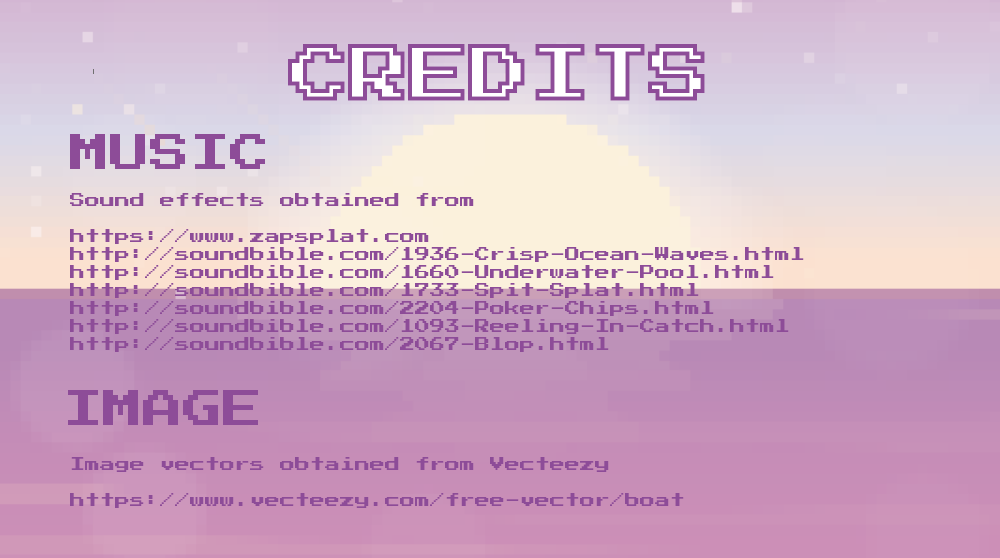 CREDITS
MUSIC
Sound effects obtained from
https://www.zapsplat.com
http://soundbible.com/1936-Crisp-Ocean-Waves.html
http://soundbible.com/1660-Underwater-Pool.html
http://soundbible.com/1733-Spit-Splat.html
http://soundbible.com/2204-Poker-Chips.html
http://soundbible.com/1093-Reeling-In-Catch.html
http://soundbible.com/2067-Blop.html
IMAGE
Image vectors obtained from Vecteezy
https://www.vecteezy.com/free-vector/boat